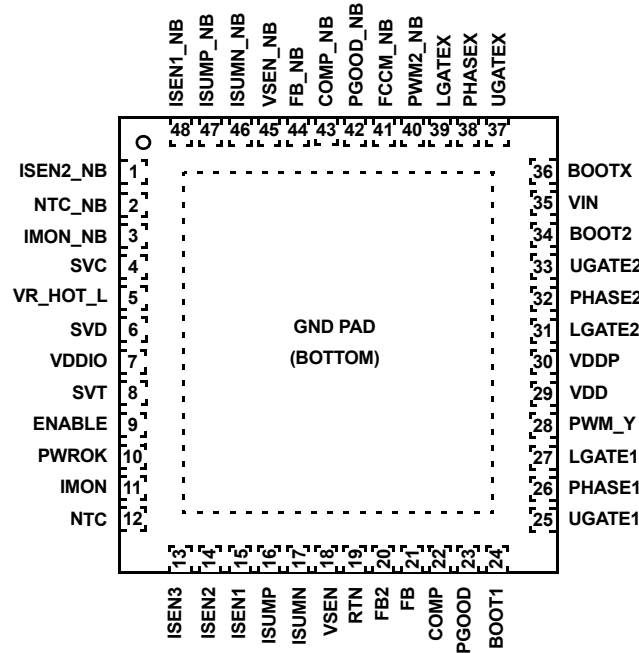 ISEN1_NB
ISUMP_NB
ISUMN_NB
VSEN_NB
FB_NB
COMP_NB
PGOOD_NB
FCCM_NB
PWM2_NB
LGATEX
PHASEX
UGATEX
48 47 46 45 44 43 42 41 40 39 38 37
ISEN2_NB 1
NTC_NB 2
IMON_NB 3
SVC 4
VR_HOT_L 5
SVD 6
VDDIO 7
SVT 8
ENABLE 9
PWROK 10
IMON 11
NTC 12
GND PAD
(BOTTOM)
36 BOOTX
35 VIN
34 BOOT2
33 UGATE2
32 PHASE2
31 LGATE2
30 VDDP
29 VDD
28 PWM_Y
27 LGATE1
26 PHASE1
25 UGATE1
13 14 15 16 17 18 19 20 21 22 23 24
ISEN3
ISEN2
ISEN1
ISUMP
ISUMN
VSEN
RTN
FB2
FB
COMP
PGOOD
BOOT1